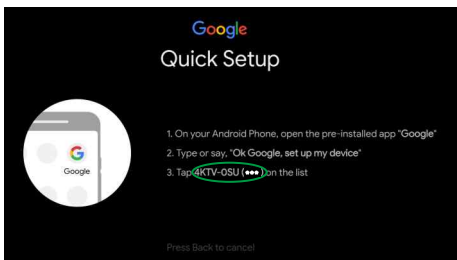 Google
Quick Setup
1. On your Android Phone, open the pre-installed app "Google"
2. Type or say, "Ok Google, set up my device"
3. Tap 4KTV-OSU (●●●) on the list
G
Google
Press Back to cancel